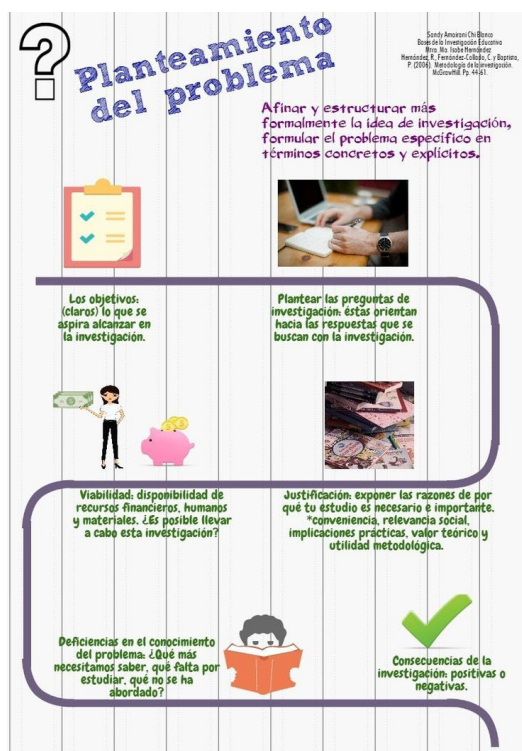 ?
Planteamiento
del problema
Sandy Amairani Chi Blanco
Bases de la Investigación Educativa
Mtra. Ma. Isabe Hernández
Hernández, R., Fernández-Collado, C. y Baptista,
P. (2006). Metodología de la investigación.
McGrawHill. Pp. 44-61.
Afinar y estructurar más
formalmente la idea de investigación,
formular el problema específico en
términos concretos y explícitos.
Los objetivos:
(claros) lo que se
aspira alcanzar en
la investigación.
Plantear las preguntas de
investigación: éstas orientan
hacia las respuestas que se
buscan con la investigación.
Viabilidad: disponibilidad de
recursos financieros, humanos
y materiales. ¿Es posible llevar
a cabo esta investigación?
Justificación: exponer las razones de por
qué tu estudio es necesario e importante.
*conveniencia, relevancia social,
implicaciones prácticas, valor teórico y
utilidad metodológica.
Deficiencias en el conocimiento
del problema: ¿Qué más
necesitamos saber, qué falta por
estudiar, qué no se ha
abordado?
Consecuencias de la
investigación: positivas o
negativas.